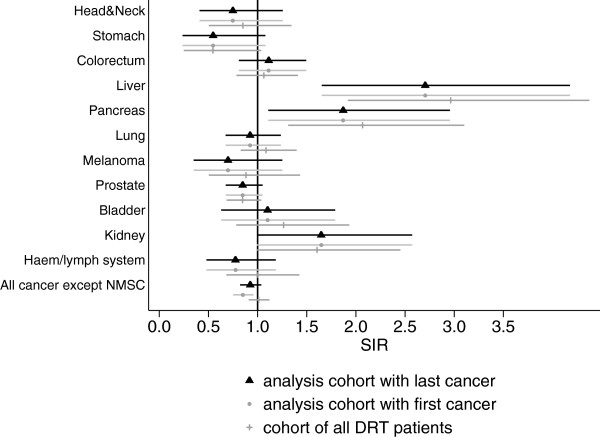 Head&Neck
Stomach
Colorectum
Liver
Pancreas
Lung
Melanoma
Prostate
Bladder
Kidney
Haem/lymph system
All cancer except NMSC
0.0 0.5 1.0 1.5 2.0 2.5 3.0 3.5
SIR
analysis cohort with last cancer
analysis cohort with first cancer
cohort of all DRT patients